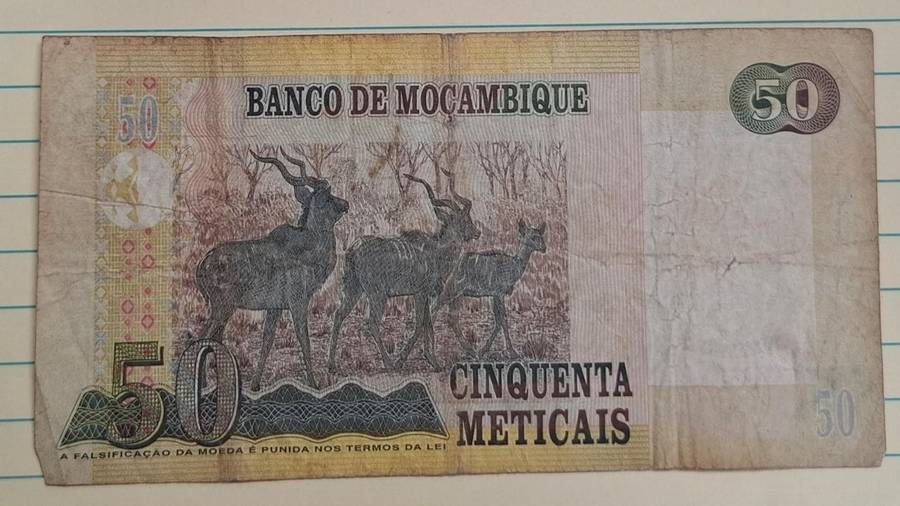 50
BANCO DE MOÇAMBIQUE
50
50
CINQUENTA
METICAIS
50
A FALSIFICAÇÃO DA MOEDA É PUNIDA NOS TERMOS DA LEI